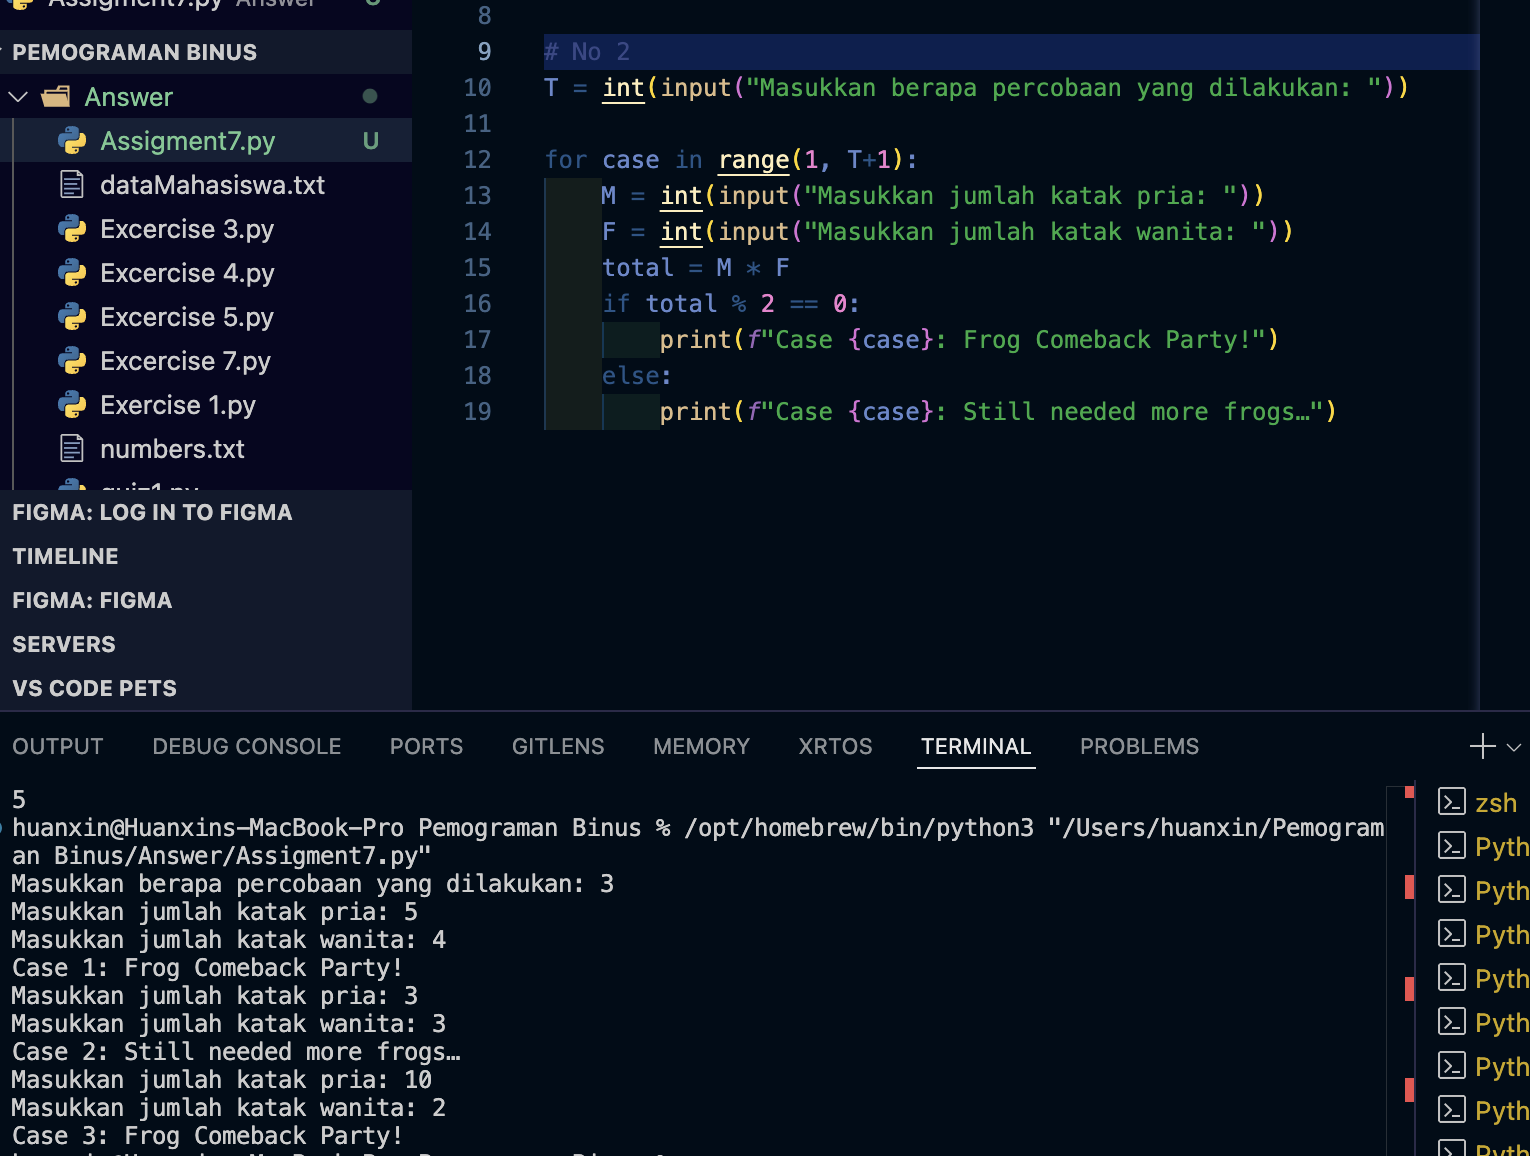 Assigment7.py Answer U
PEMOGRAMAN BINUS
Answer
Assigment7.py U
dataMahasiswa.txt
Excercise 3.py
Excercise 4.py
Excercise 5.py
Excercise 7.py
Exercise 1.py
numbers.txt
quiz1.py
FIGMA: LOG IN TO FIGMA
TIMELINE
FIGMA: FIGMA
SERVERS
VS CODE PETS
8
9 # No 2
10 T = int(input("Masukkan berapa percobaan yang dilakukan: "))
11
12 for case in range(1, T+1):
13 M = int(input("Masukkan jumlah katak pria: "))
14 F = int(input("Masukkan jumlah katak wanita: "))
15 total = M * F
16 if total % 2 == 0:
17 print(f"Case {case}: Frog Comeback Party!")
18 else:
19 print(f"Case {case}: Still needed more frogs…")
OUTPUT DEBUG CONSOLE PORTS GITLENS MEMORY XRTOS TERMINAL PROBLEMS
5
huanxin@Huanxins-MacBook-Pro Pemograman Binus % /opt/homebrew/bin/python3 "/Users/huanxin/Pemogram
an Binus/Answer/Assigment7.py"
Masukkan berapa percobaan yang dilakukan: 3
Masukkan jumlah katak pria: 5
Masukkan jumlah katak wanita: 4
Case 1: Frog Comeback Party!
Masukkan jumlah katak pria: 3
Masukkan jumlah katak wanita: 3
Case 2: Still needed more frogs…
Masukkan jumlah katak pria: 10
Masukkan jumlah katak wanita: 2
Case 3: Frog Comeback Party!
zsh
Pyth
Pyth
Pyth
Pyth
Pyth
Pyth
Pyth